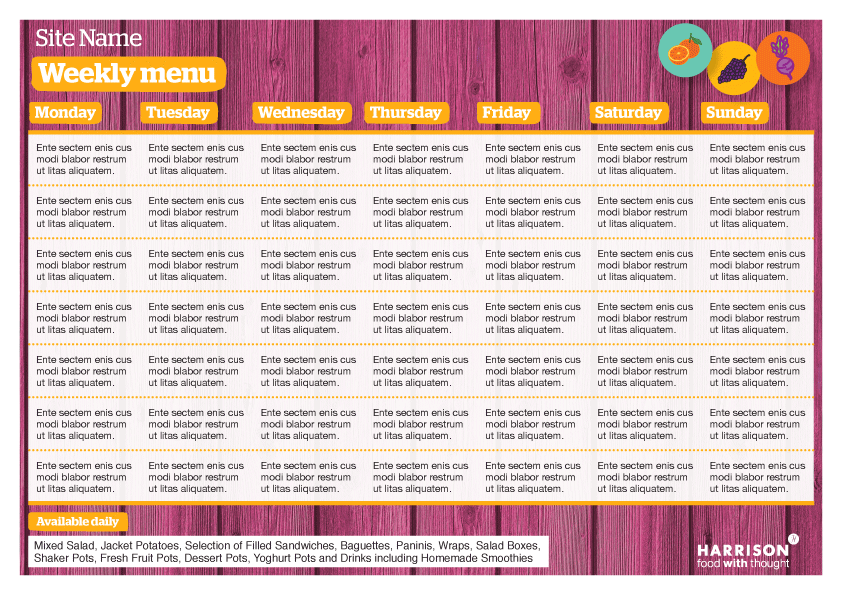 Site Name
Weekly menu
Monday Tuesday Wednesday Thursday Friday Saturday Sunday
Ente sectem enis cus Ente sectem enis cus Ente sectem enis cus Ente sectem enis cus Ente sectem enis cus Ente sectem enis cus Ente sectem enis cus
modi blabor restrum modi blabor restrum modi blabor restrum modi blabor restrum modi blabor restrum modi blabor restrum modi blabor restrum
ut litas aliquatem. ut litas aliquatem. ut litas aliquatem. ut litas aliquatem. ut litas aliquatem. ut litas aliquatem. ut litas aliquatem.
Ente sectem enis cus Ente sectem enis cus Ente sectem enis cus Ente sectem enis cus Ente sectem enis cus Ente sectem enis cus Ente sectem enis cus
modi blabor restrum modi blabor restrum modi blabor restrum modi blabor restrum modi blabor restrum modi blabor restrum modi blabor restrum
ut litas aliquatem. ut litas aliquatem. ut litas aliquatem. ut litas aliquatem. ut litas aliquatem. ut litas aliquatem. ut litas aliquatem.
Ente sectem enis cus Ente sectem enis cus Ente sectem enis cus Ente sectem enis cus Ente sectem enis cus Ente sectem enis cus Ente sectem enis cus
modi blabor restrum modi blabor restrum modi blabor restrum modi blabor restrum modi blabor restrum modi blabor restrum modi blabor restrum
ut litas aliquatem. ut litas aliquatem. ut litas aliquatem. ut litas aliquatem. ut litas aliquatem. ut litas aliquatem. ut litas aliquatem.
Ente sectem enis cus Ente sectem enis cus Ente sectem enis cus Ente sectem enis cus Ente sectem enis cus Ente sectem enis cus Ente sectem enis cus
modi blabor restrum modi blabor restrum modi blabor restrum modi blabor restrum modi blabor restrum modi blabor restrum modi blabor restrum
ut litas aliquatem. ut litas aliquatem. ut litas aliquatem. ut litas aliquatem. ut litas aliquatem. ut litas aliquatem. ut litas aliquatem.
Ente sectem enis cus Ente sectem enis cus Ente sectem enis cus Ente sectem enis cus Ente sectem enis cus Ente sectem enis cus Ente sectem enis cus
modi blabor restrum modi blabor restrum modi blabor restrum modi blabor restrum modi blabor restrum modi blabor restrum modi blabor restrum
ut litas aliquatem. ut litas aliquatem. ut litas aliquatem. ut litas aliquatem. ut litas aliquatem. ut litas aliquatem. ut litas aliquatem.
Ente sectem enis cus Ente sectem enis cus Ente sectem enis cus Ente sectem enis cus Ente sectem enis cus Ente sectem enis cus Ente sectem enis cus
modi blabor restrum modi blabor restrum modi blabor restrum modi blabor restrum modi blabor restrum modi blabor restrum modi blabor restrum
ut litas aliquatem. ut litas aliquatem. ut litas aliquatem. ut litas aliquatem. ut litas aliquatem. ut litas aliquatem. ut litas aliquatem.
Ente sectem enis cus Ente sectem enis cus Ente sectem enis cus Ente sectem enis cus Ente sectem enis cus Ente sectem enis cus Ente sectem enis cus
modi blabor restrum modi blabor restrum modi blabor restrum modi blabor restrum modi blabor restrum modi blabor restrum modi blabor restrum
ut litas aliquatem. ut litas aliquatem. ut litas aliquatem. ut litas aliquatem. ut litas aliquatem. ut litas aliquatem. ut litas aliquatem.
Available daily
Mixed Salad, Jacket Potatoes, Selection of Filled Sandwiches, Baguettes, Paninis, Wraps, Salad Boxes,
Shaker Pots, Fresh Fruit Pots, Dessert Pots, Yoghurt Pots and Drinks including Homemade Smoothies
HARRISON
food with thought